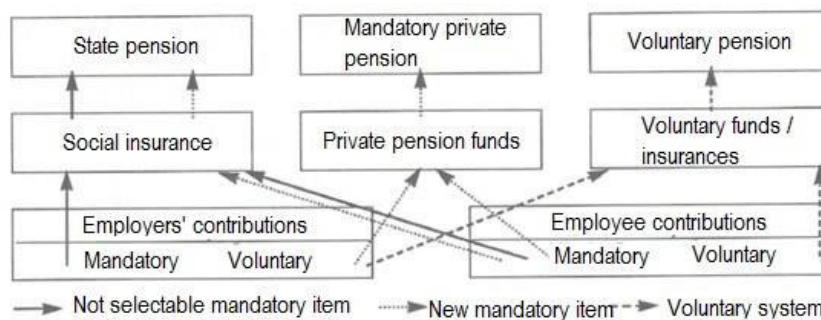 State pension
Mandatory private
pension
Voluntary pension
Social insurance
Private pension funds
Voluntary funds /
insurances
Employers' contributions
Mandatory Voluntary
Employee contributions
Mandatory Voluntary
Not selectable mandatory item
New mandatory item
Voluntary system